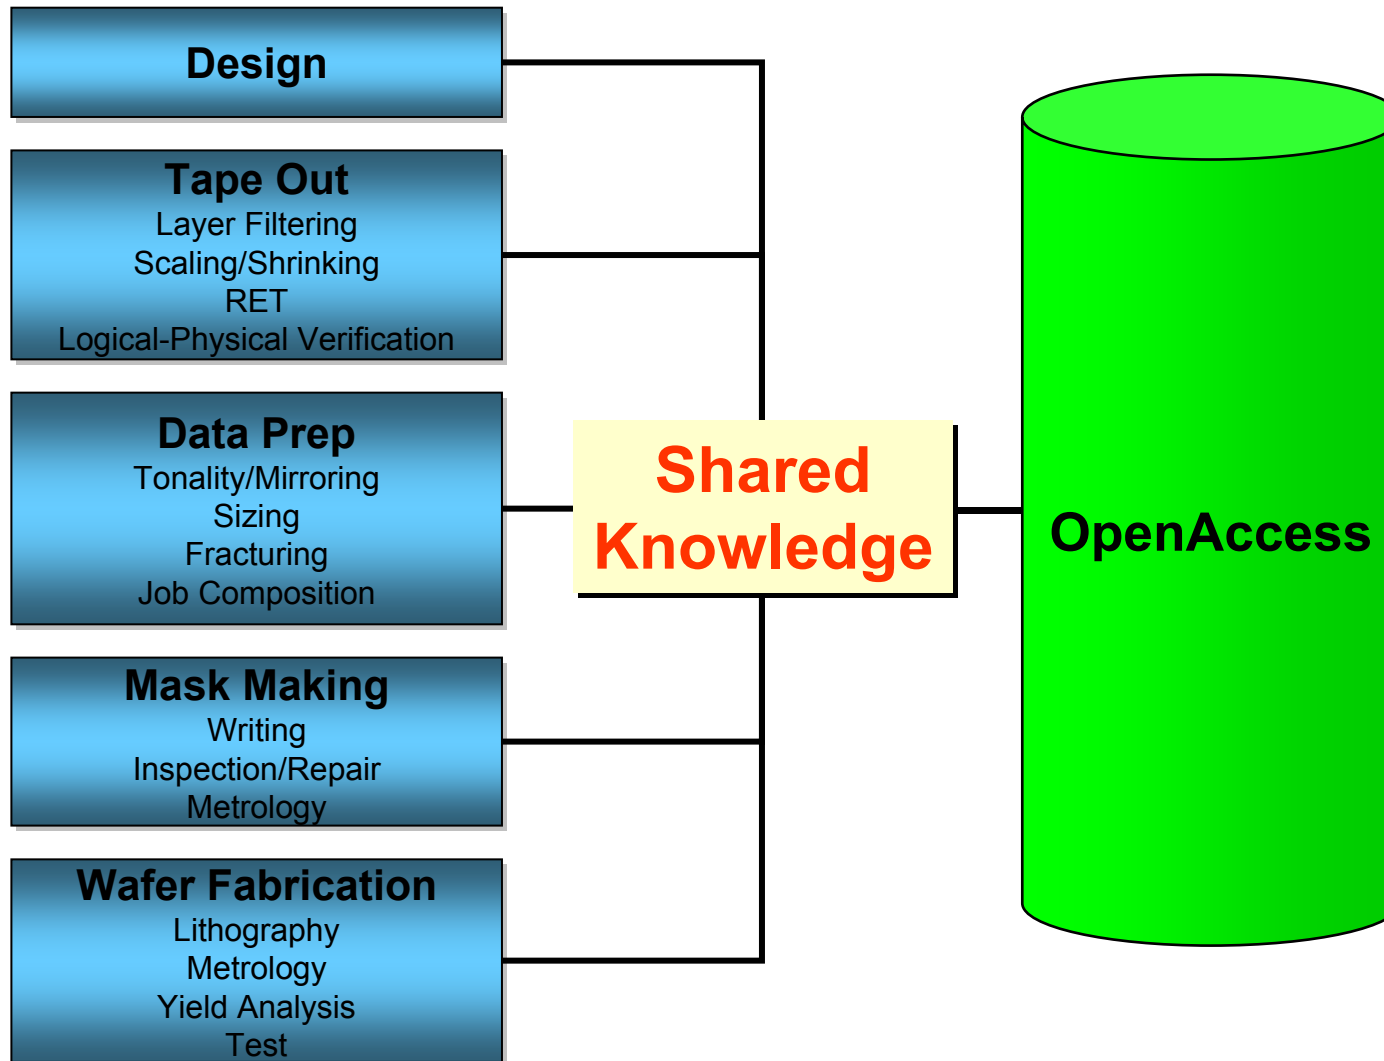 Design
Tape Out
Layer Filtering
Scaling/Shrinking
RET
Logical-Physical Verification
Data Prep
Tonality/Mirroring
Sizing
Fracturing
Job Composition
Mask Making
Writing
Inspection/Repair
Metrology
Wafer Fabrication
Lithography
Metrology
Yield Analysis
Test
Shared
Knowledge
OpenAccess